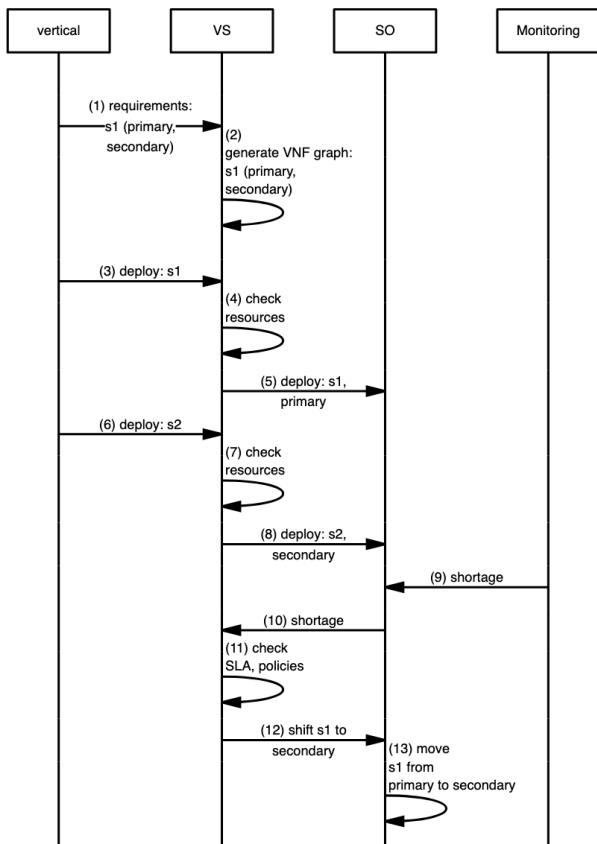 vertical
VS
SO
Monitoring
(1) requirements:
s1 (primary,
secondary)
(2)
generate VNF graph:
s1 (primary,
secondary)
(3) deploy: s1
(4) check
resources
(5) deploy: s1,
primary
(6) deploy: s2
(7) check
resources
(8) deploy: s2,
secondary
(9) shortage
(10) shortage
(11) check
SLA, policies
(12) shift s1 to
secondary
(13) move
s1 from
primary to secondary